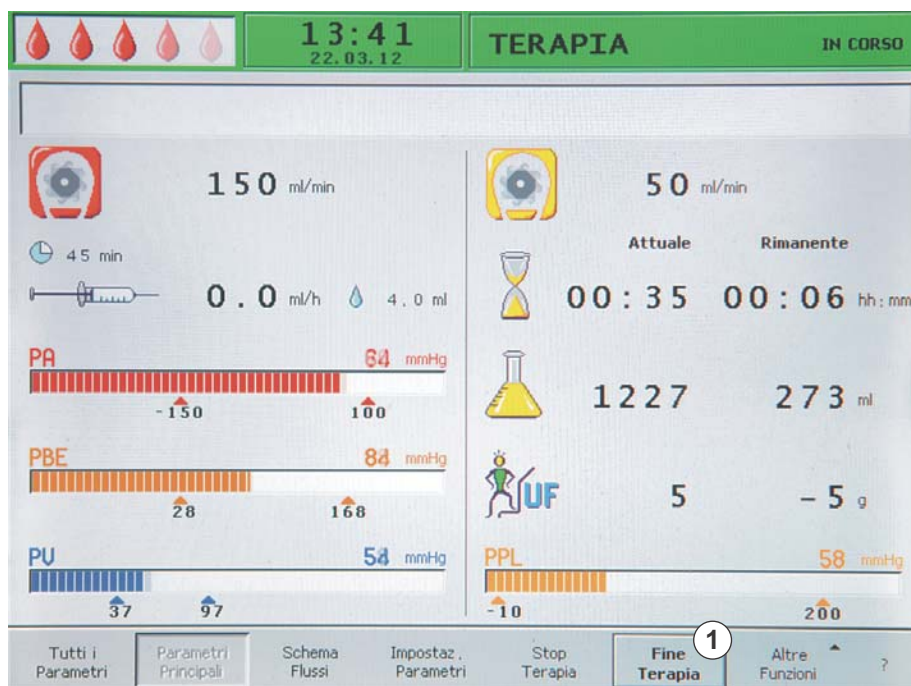 13:41
22.03.12
TERAPIA
IN CORSO
150 ml/min
45 min
0.0 ml/h
4.0 ml
PA
64 mmHg
-150
100
PBE
84 mmHg
28
168
PV
54 mmHg
37
97
50 ml/min
Attuale
Rimanente
00:35
00:06 hh:mm
1227
273 ml
UF
5
-5 g
PPL
58 mmHg
-10
200
Tutti i
Parametri
Parametri
Principali
Schema
Flussi
Impostaz.
Parametri
Stop
Terapia
Fine
Terapia
1
Altre
Funzioni
?